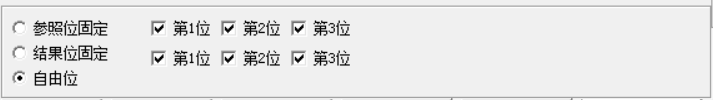 参照位固定 第1位 第2位 第3位
结果位固定 第1位 第2位 第3位
自由位